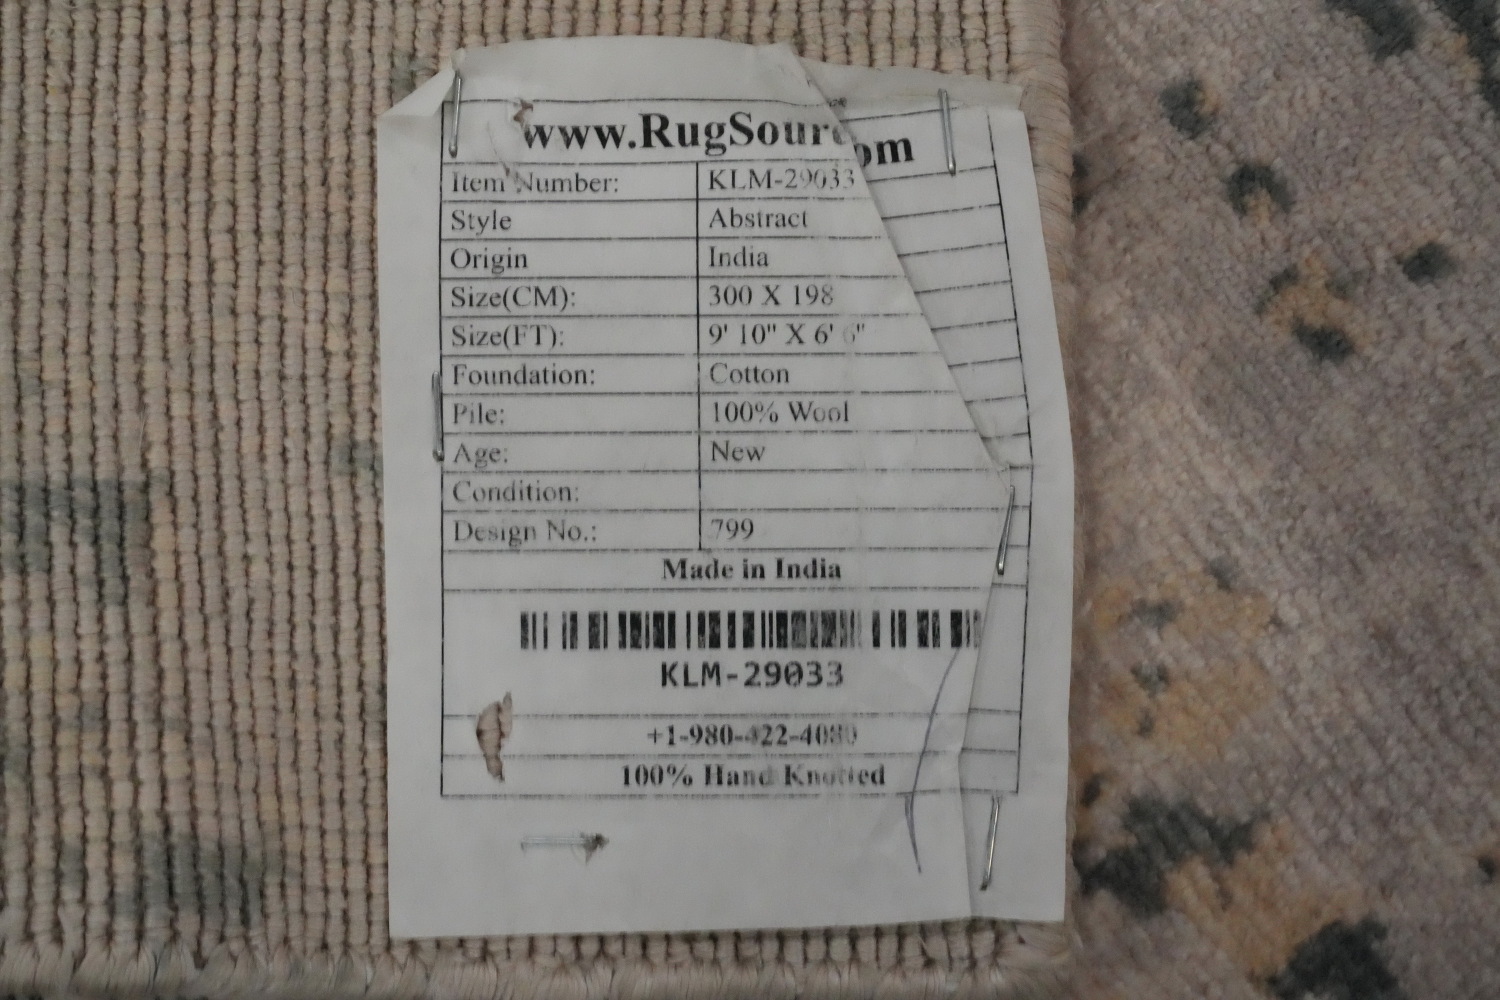 www.RugSour om
Item Number: KLM-29033
Style Abstract
Origin India
Size(CM): 300 X 198
Size(FT): 9' 10" X 6' 6"
Foundation: Cotton
Pile: 100% Wool
Age: New
Condition:
Design No.: 799
Made in India
KLM-29033
+1-980-422-4080
100% Hand Knotted